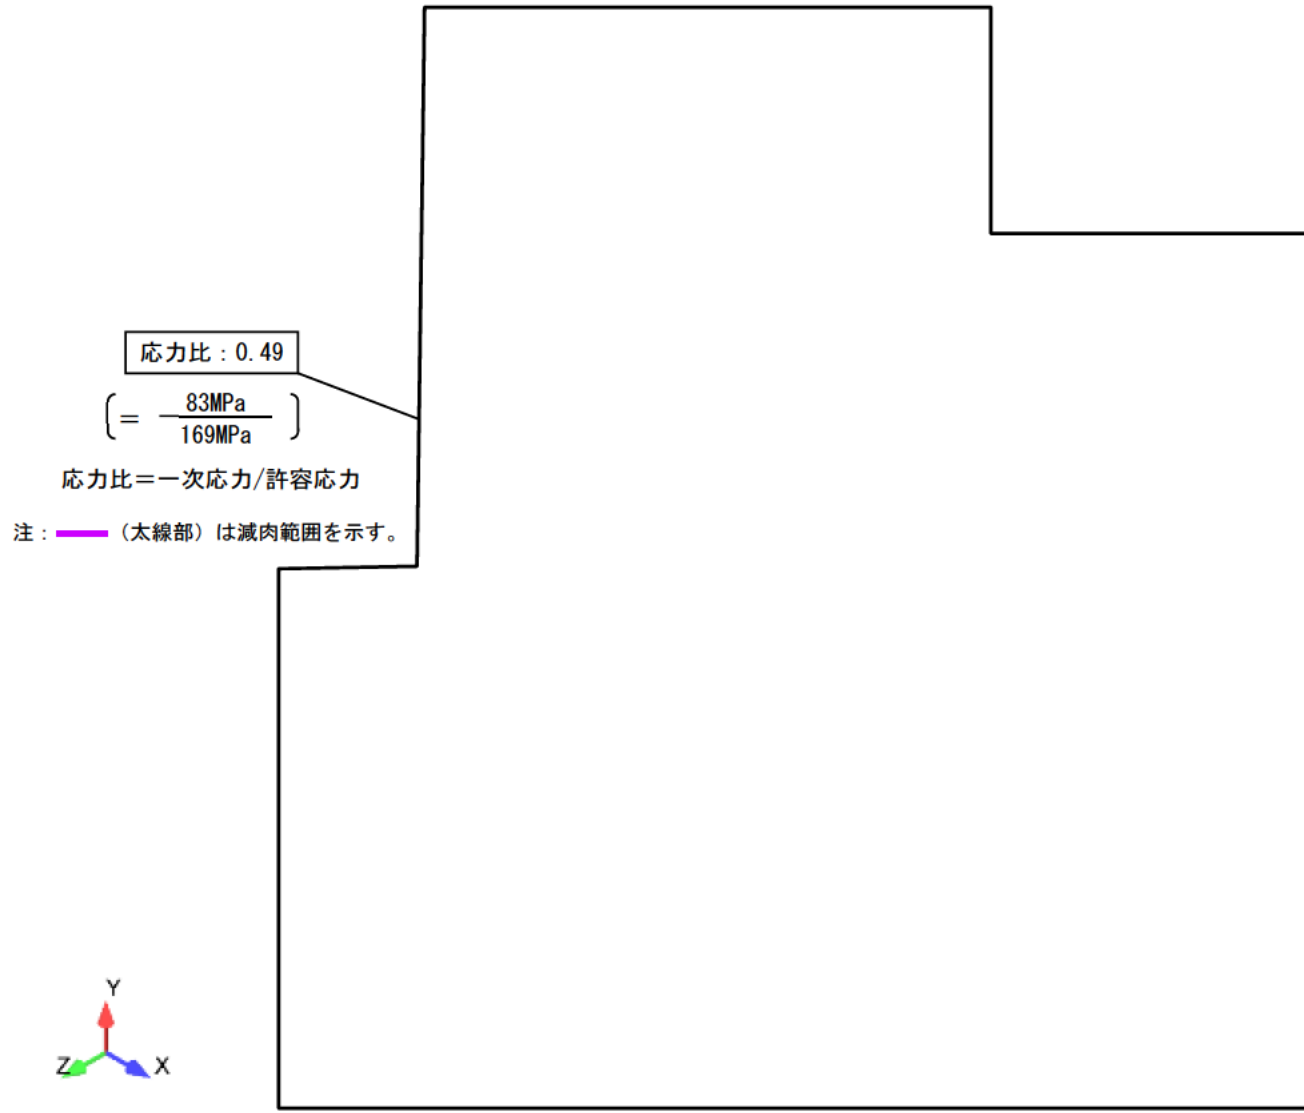 応力比：0.49
＝ 83MPa
169MPa
応力比＝一次応力/許容応力
注： （太線部）は減肉範囲を示す。
Y
Z
X